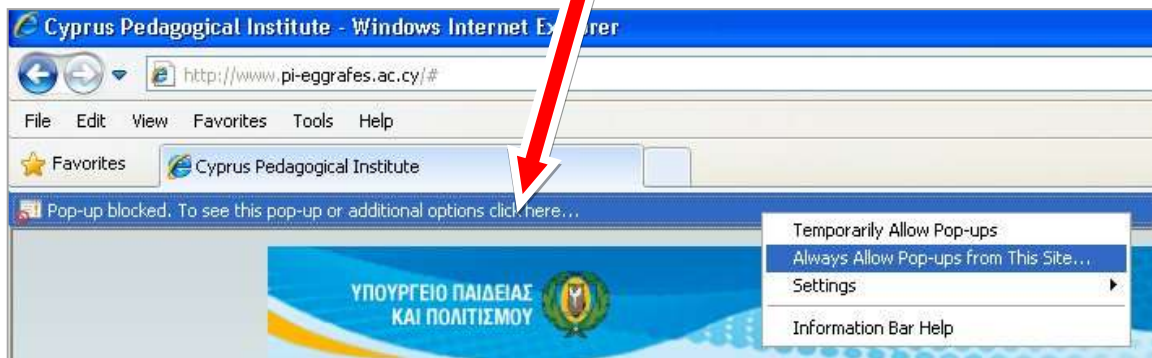 Cyprus Pedagogical Institute - Windows Internet
http://www.pi-eggrafes.ac.cy/#
File Edit View Favorites Tools Help
Favorites Cyprus Pedagogical Institute
Pop-up blocked. To see this pop-up or additional options click here...
Temporarily Allow Pop-ups
Always Allow Pop-ups from This Site...
Settings
Information Bar Help
ΥΠΟΥΡΓΕΙΟ ΠΑΙΔΕΙΑΣ
ΚΑΙ ΠΟΛΙΤΙΣΜΟΥ